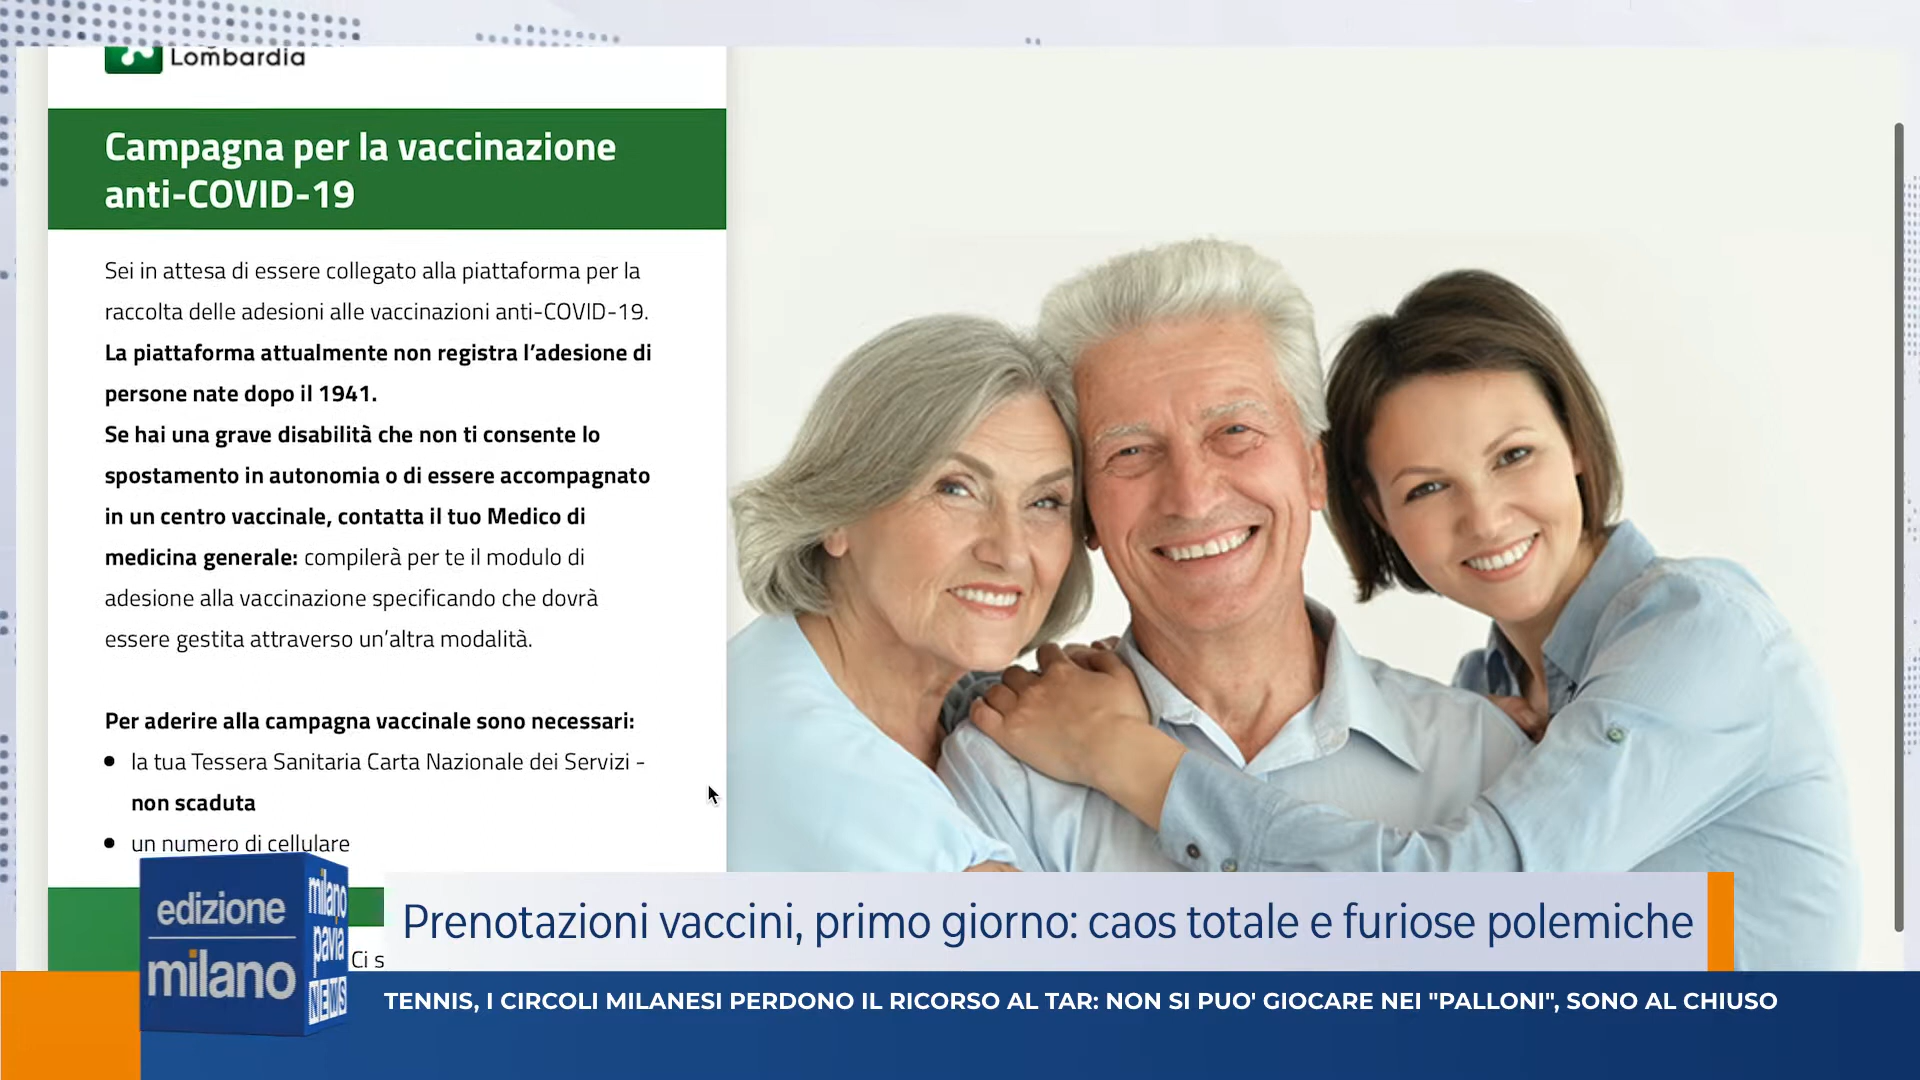 Lombardia
Campagna per la vaccinazione
anti-COVID-19
Sei in attesa di essere collegato alla piattaforma per la
raccolta delle adesioni alle vaccinazioni anti-COVID-19.
La piattaforma attualmente non registra l’adesione di
persone nate dopo il 1941.
Se hai una grave disabilità che non ti consente lo
spostamento in autonomia o di essere accompagnato
in un centro vaccinale, contatta il tuo Medico di
medicina generale: compilerà per te il modulo di
adesione alla vaccinazione specificando che dovrà
essere gestita attraverso un’altra modalità.
Per aderire alla campagna vaccinale sono necessari:
la tua Tessera Sanitaria Carta Nazionale dei Servizi -
non scaduta
un numero di cellulare
Ci s
edizione
milano
milano
pavia
NEWS
Prenotazioni vaccini, primo giorno: caos totale e furiose polemiche
TENNIS, I CIRCOLI MILANESI PERDONO IL RICORSO AL TAR: NON SI PUO' GIOCARE NEI "PALLONI", SONO AL CHIUSO